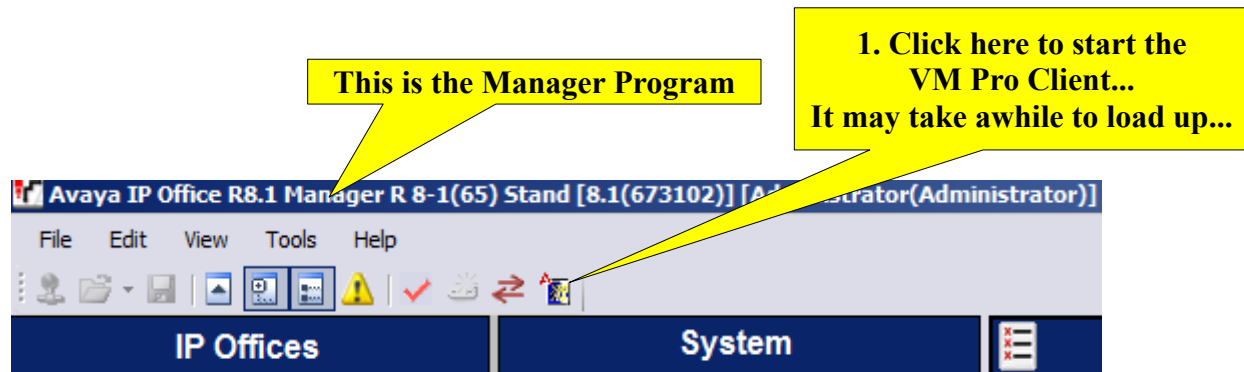 1. Click here to start the
VM Pro Client...
It may take awhile to load up...
This is the Manager Program
Avaya IP Office R8.1 Manager R 8-1(65) Stand [8.1(673102)] [Administrator(Administrator)]
File Edit View Tools Help
IP Offices System